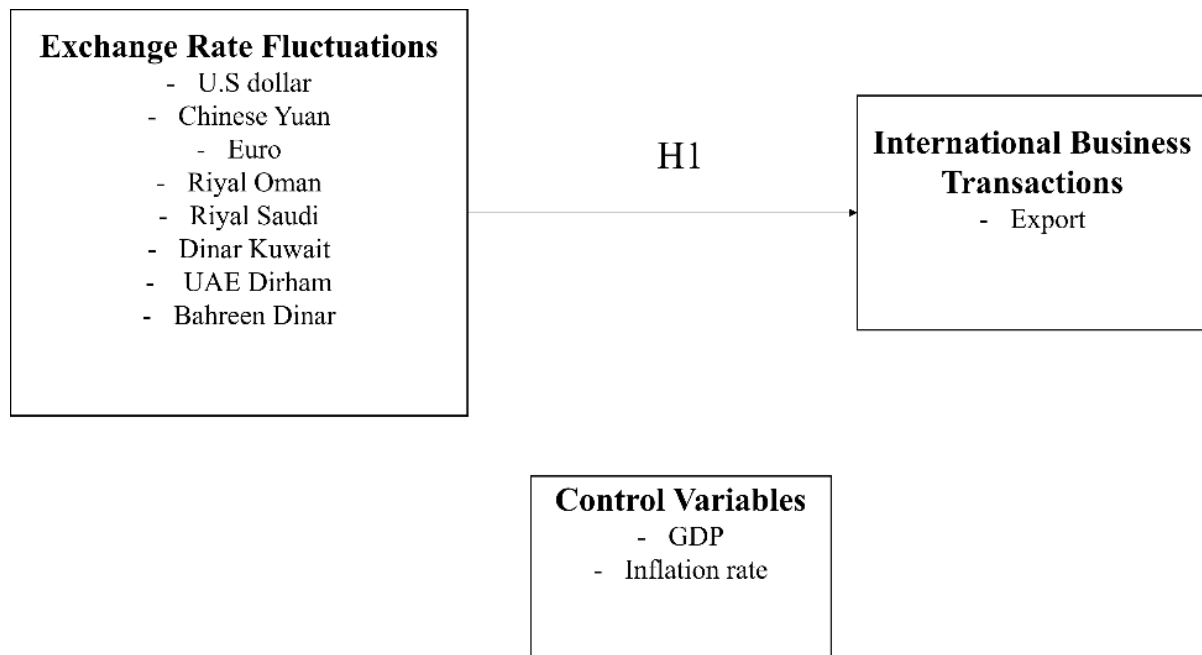 Exchange Rate Fluctuations
- U.S dollar
- Chinese Yuan
- Euro
- Riyal Oman
- Riyal Saudi
- Dinar Kuwait
- UAE Dirham
- Bahreen Dinar
H1
International Business
Transactions
- Export
Control Variables
- GDP
- Inflation rate